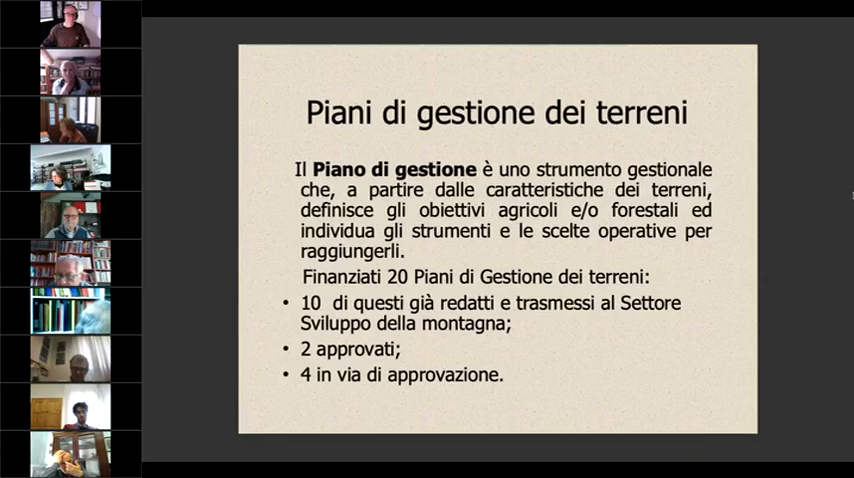 Piani di gestione dei terreni
Il Piano di gestione è uno strumento gestionale
che, a partire dalle caratteristiche dei terreni,
definisce gli obiettivi agricoli e/o forestali ed
individua gli strumenti e le scelte operative per
raggiungerli.
Finanziati 20 Piani di Gestione dei terreni:
• 10 di questi già redatti e trasmessi al Settore
Sviluppo della montagna;
• 2 approvati;
• 4 in via di approvazione.